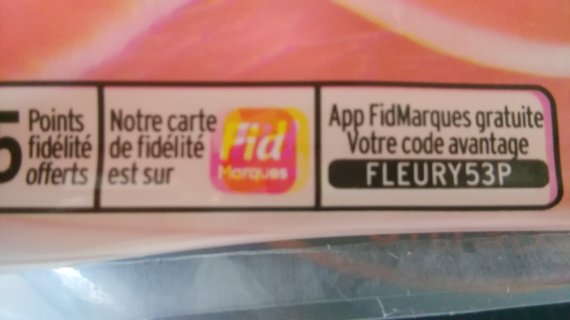 5 Points
fidélité
offerts
Notre carte
de fidélité
est sur
Fid
Marques
App FidMarques gratuite
Votre code avantage
FLEURY53P